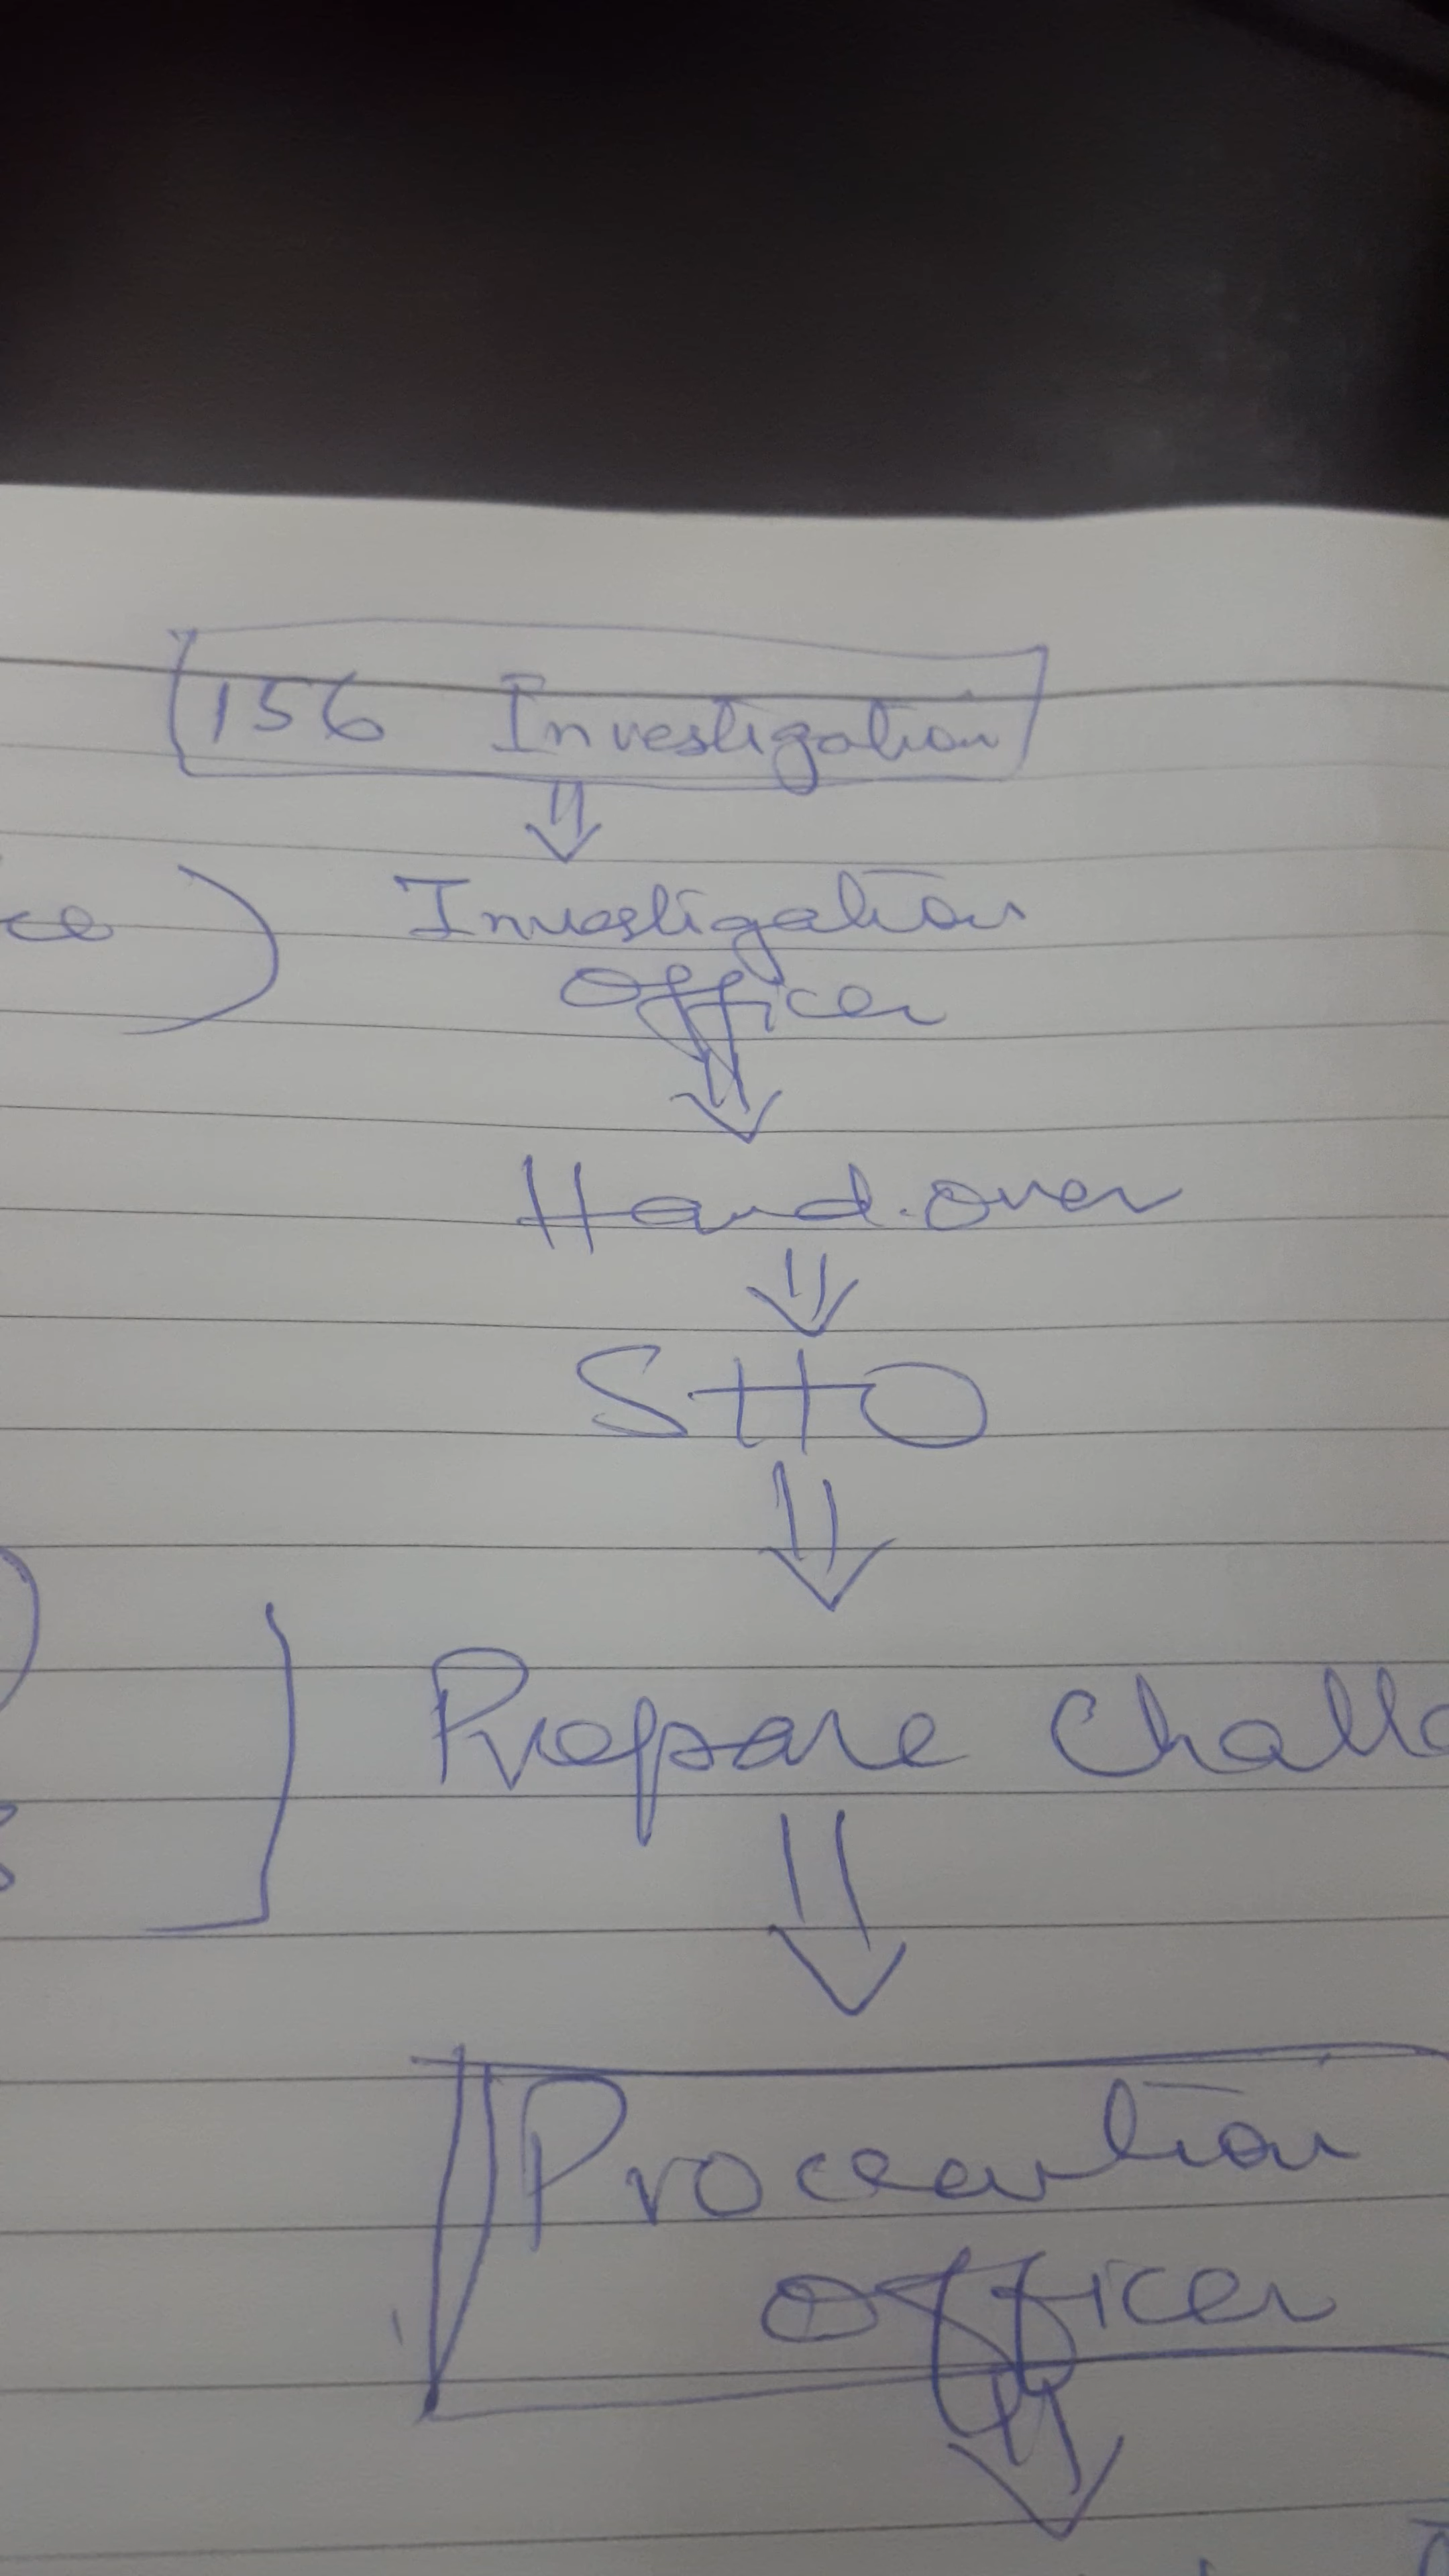 156 Investigation
Investigation
officer
Hand.over
SHO
Prepare Challa
Procecution
officer